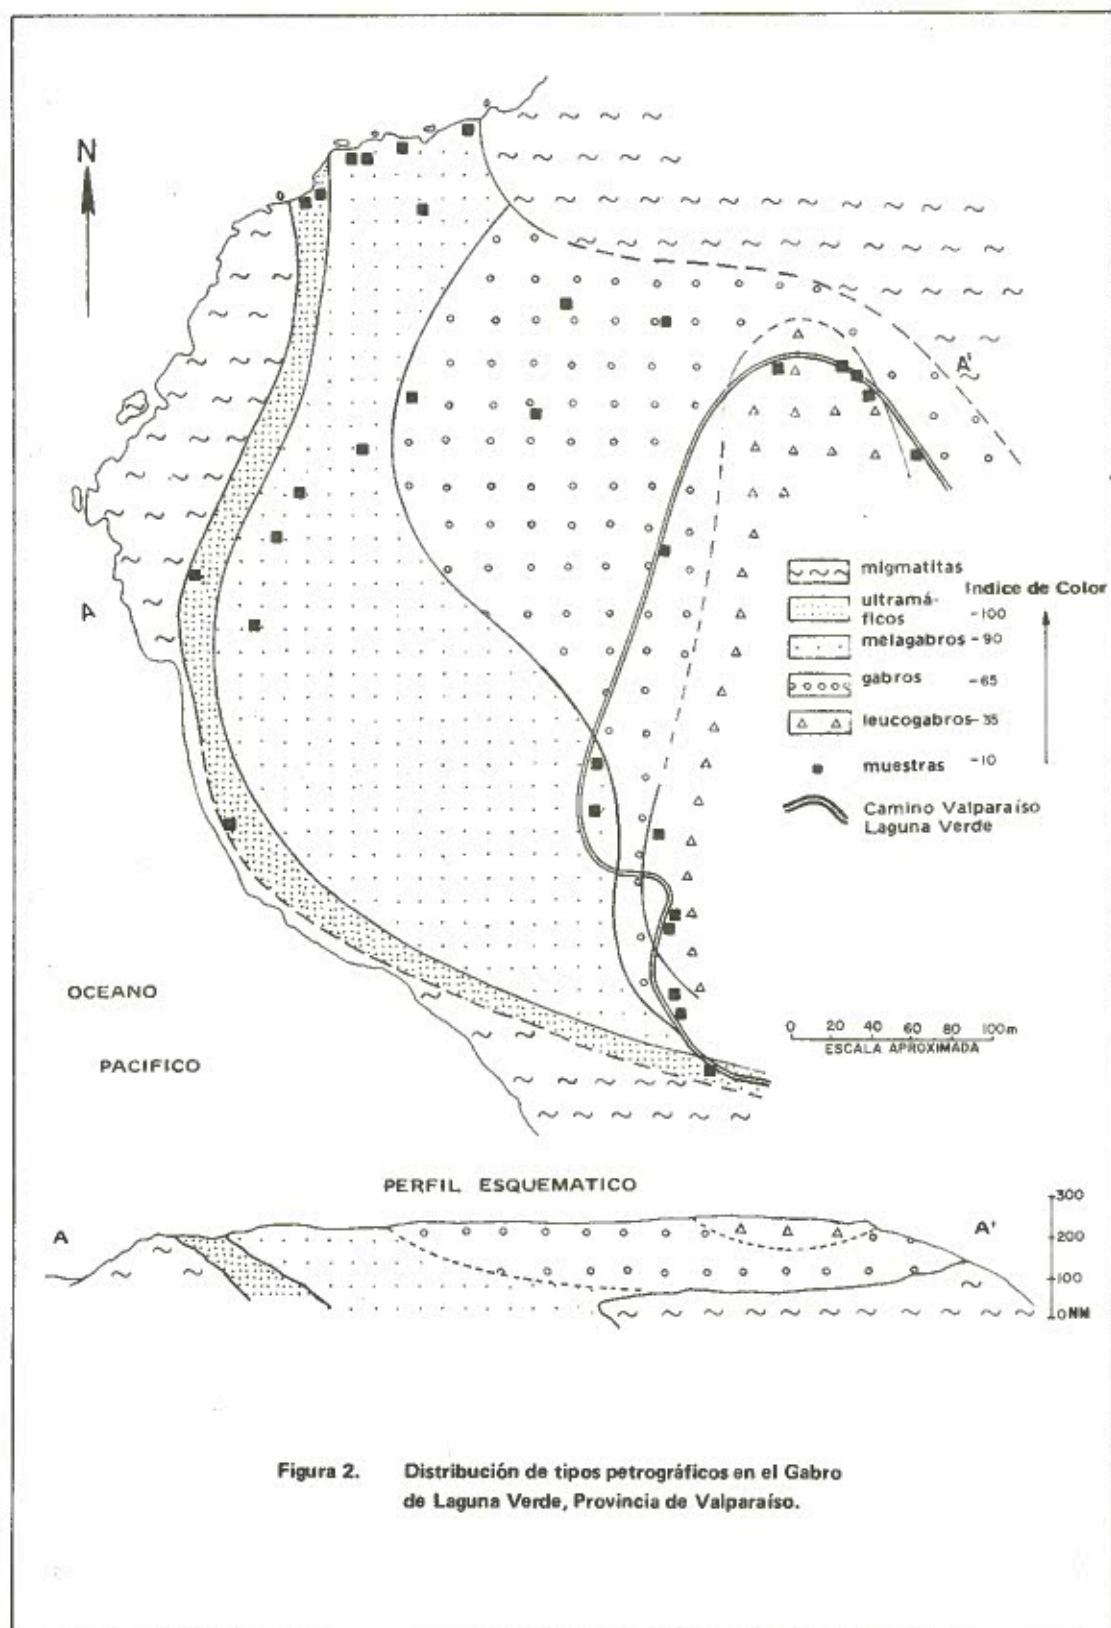 N
A'
A
migmatitas
Indice de Color
ultramá-
ficos -100
melagabros -90
gabros -65
leucogabros -35
muestras -10
Camino Valparaíso
Laguna Verde
OCEANO
PACIFICO
0 20 40 60 80 100m
ESCALA APROXIMADA
PERFIL ESQUEMATICO
A
A'
300
200
100
0 NM
Figura 2. Distribución de tipos petrográficos en el Gabro
de Laguna Verde, Provincia de Valparaíso.